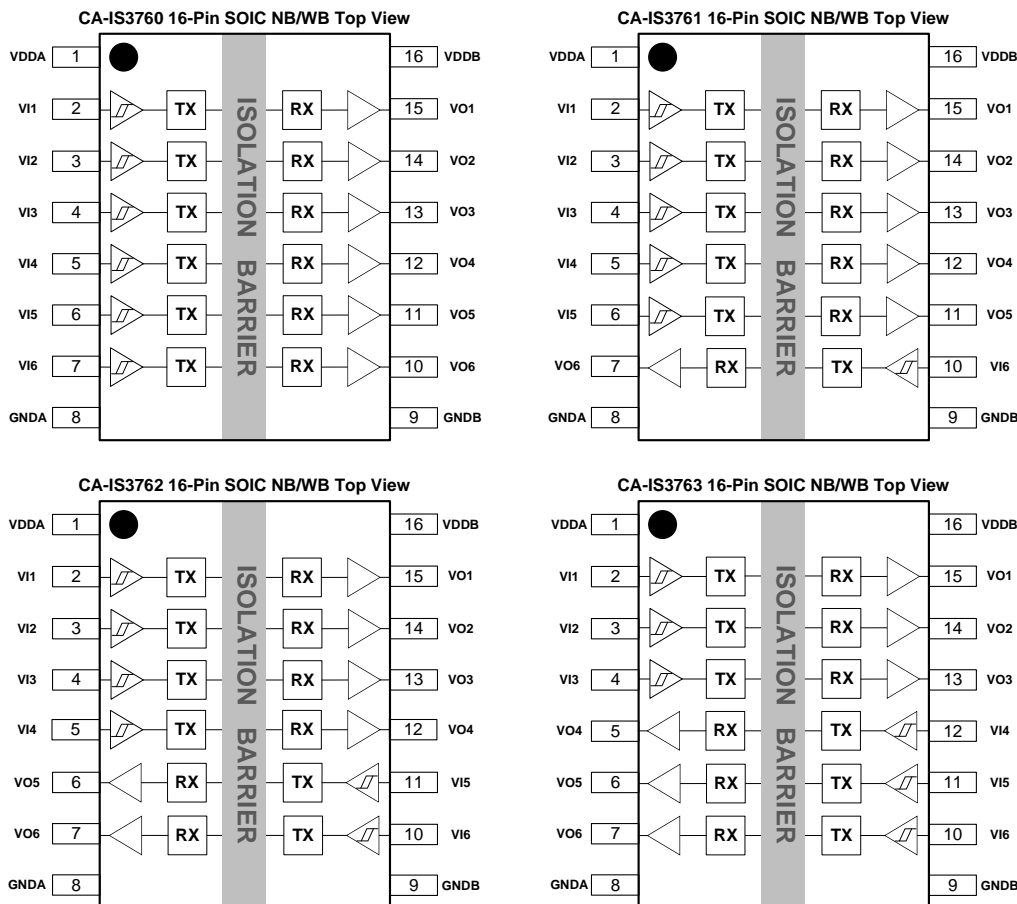 CA-IS3760 16-Pin SOIC NB/WB Top View
VDDA 1 16 VDDB
VI1 2 TX RX 15 VO1
VI2 3 TX RX 14 VO2
VI3 4 TX RX 13 VO3
VI4 5 TX RX 12 VO4
VI5 6 TX RX 11 VO5
VI6 7 TX RX 10 VO6
GNDA 8 9 GNDB
ISOLATION BARRIER
CA-IS3761 16-Pin SOIC NB/WB Top View
VDDA 1 16 VDDB
VI1 2 TX RX 15 VO1
VI2 3 TX RX 14 VO2
VI3 4 TX RX 13 VO3
VI4 5 TX RX 12 VO4
VI5 6 TX RX 11 VO5
VO6 7 RX TX 10 VI6
GNDA 8 9 GNDB
ISOLATION BARRIER
CA-IS3762 16-Pin SOIC NB/WB Top View
VDDA 1 16 VDDB
VI1 2 TX RX 15 VO1
VI2 3 TX RX 14 VO2
VI3 4 TX RX 13 VO3
VI4 5 TX RX 12 VO4
VO5 6 RX TX 11 VI5
VO6 7 RX TX 10 VI6
GNDA 8 9 GNDB
ISOLATION BARRIER
CA-IS3763 16-Pin SOIC NB/WB Top View
VDDA 1 16 VDDB
VI1 2 TX RX 15 VO1
VI2 3 TX RX 14 VO2
VI3 4 TX RX 13 VO3
VO4 5 RX TX 12 VI4
VO5 6 RX TX 11 VI5
VO6 7 RX TX 10 VI6
GNDA 8 9 GNDB
ISOLATION BARRIER